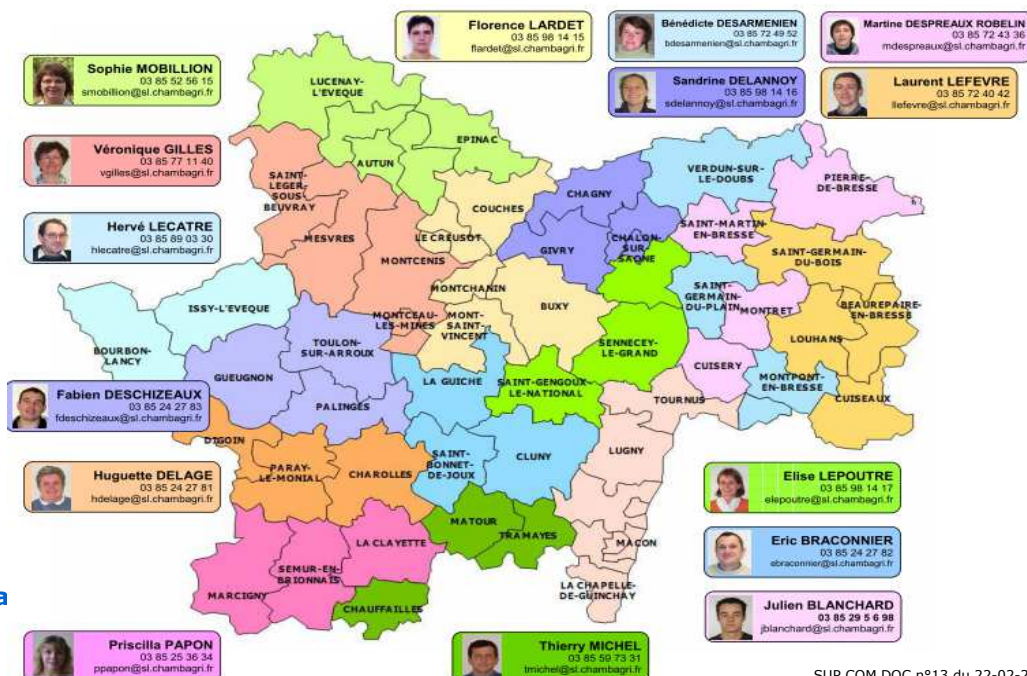 Florence LARDET
03 85 98 14 15
flardet@sl.chambagri.fr
Bénédicte DESARMENIEN
03 85 72 49 52
bdesarmenien@sl.chambagri.fr
Martine DESPREAUX ROBELIN
03 85 72 43 36
mdespreaux@sl.chambagri.fr
Sophie MOBILLION
03 85 52 56 15
smobillion@sl.chambagri.fr
Sandrine DELANNOY
03 85 98 14 16
sdelannoy@sl.chambagri.fr
Laurent LEFEVRE
03 85 72 40 42
llefevre@sl.chambagri.fr
Véronique GILLES
03 85 77 11 40
vgilles@sl.chambagri.fr
Hervé LECATRE
03 85 89 03 30
hlecatre@sl.chambagri.fr
LUCENAY-
L'EVEQUE
EPINAC
AUTUN
SAINT-
LEGER-
SOUS-
BEUVRAY
MESVRES
COUCHES
LE CREUSOT
MONTCENIS
CHAGNY
GIVRY
CHALON-
SUR-
SAONE
VERDUN-SUR-
LE-DOUBS
PIERRE-
DE-BRESSE
SAINT-MARTIN-
EN-BRESSE
SAINT-GERMAIN-
DU-BOIS
SAINT-
GERMAIN-
DU-PLAIN
MONTRET
BEAUREPAIRE-
EN-BRESSE
LOUHANS
MONTCHANIN
BUXY
MONT-
SAINT-
VINCENT
MONTCEAU-
LES-MINES
ISSY-L'EVEQUE
BOURBON-
LANCY
TOULON-
SUR-ARROUX
GUEUGNON
PALINGES
LA GUICHE
SAINT-GENGOUX-
LE-NATIONAL
SENNECEY-
LE-GRAND
CUISERY
TOURNUS
MONTPONT-
EN-BRESSE
CUISEAUX
Fabien DESCHIZEAUX
03 85 24 27 83
fdeschizeaux@sl.chambagri.fr
DIGOIN
PARAY-
LE-MONIAL
CHAROLLES
SAINT-
BONNET-
DE-JOUX
CLUNY
LUGNY
Huguette DELAGE
03 85 24 27 81
hdelage@sl.chambagri.fr
Elise LEPOUTRE
03 85 98 14 17
elepoutre@sl.chambagri.fr
MATOUR
TRAMAYES
MACON
LA CHAPELLE-
DE-GUINCHAY
LA CLAYETTE
SEMUR-EN-
BRIONNAIS
MARCIGNY
CHAUFFAILLES
Eric BRACONNIER
03 85 24 27 82
ebraconnier@sl.chambagri.fr
Julien BLANCHARD
03 85 29 5 6 98
jblanchard@sl.chambagri.fr
a
Priscilla PAPON
03 85 25 36 34
ppapon@sl.chambagri.fr
Thierry MICHEL
03 85 59 73 31
tmichel@sl.chambagri.fr
SUP COM DOC n°13 du 22-02-2